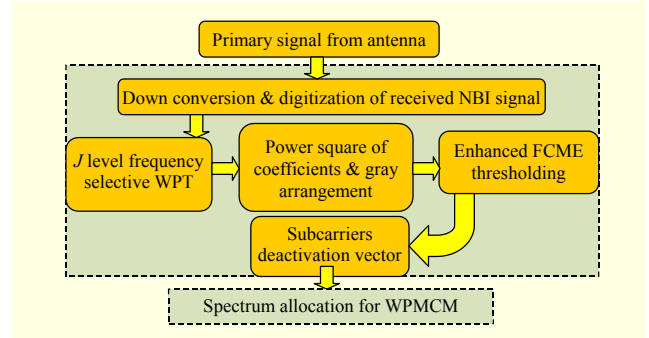 Primary signal from antenna
Down conversion & digitization of received NBI signal
J level frequency
selective WPT
Power square of
coefficients & gray
arrangement
Enhanced FCME
thresholding
Subcarriers
deactivation vector
Spectrum allocation for WPMCM